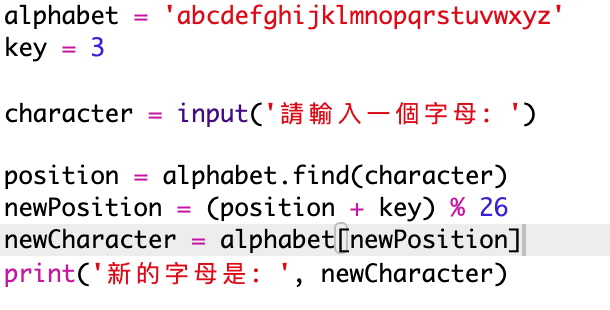 alphabet = 'abcdefghijklmnopqrstuvwxyz'
key = 3
character = input('請輸入一個字母: ')
position = alphabet.find(character)
newPosition = (position + key) % 26
newCharacter = alphabet[newPosition]
print('新的字母是: ', newCharacter)